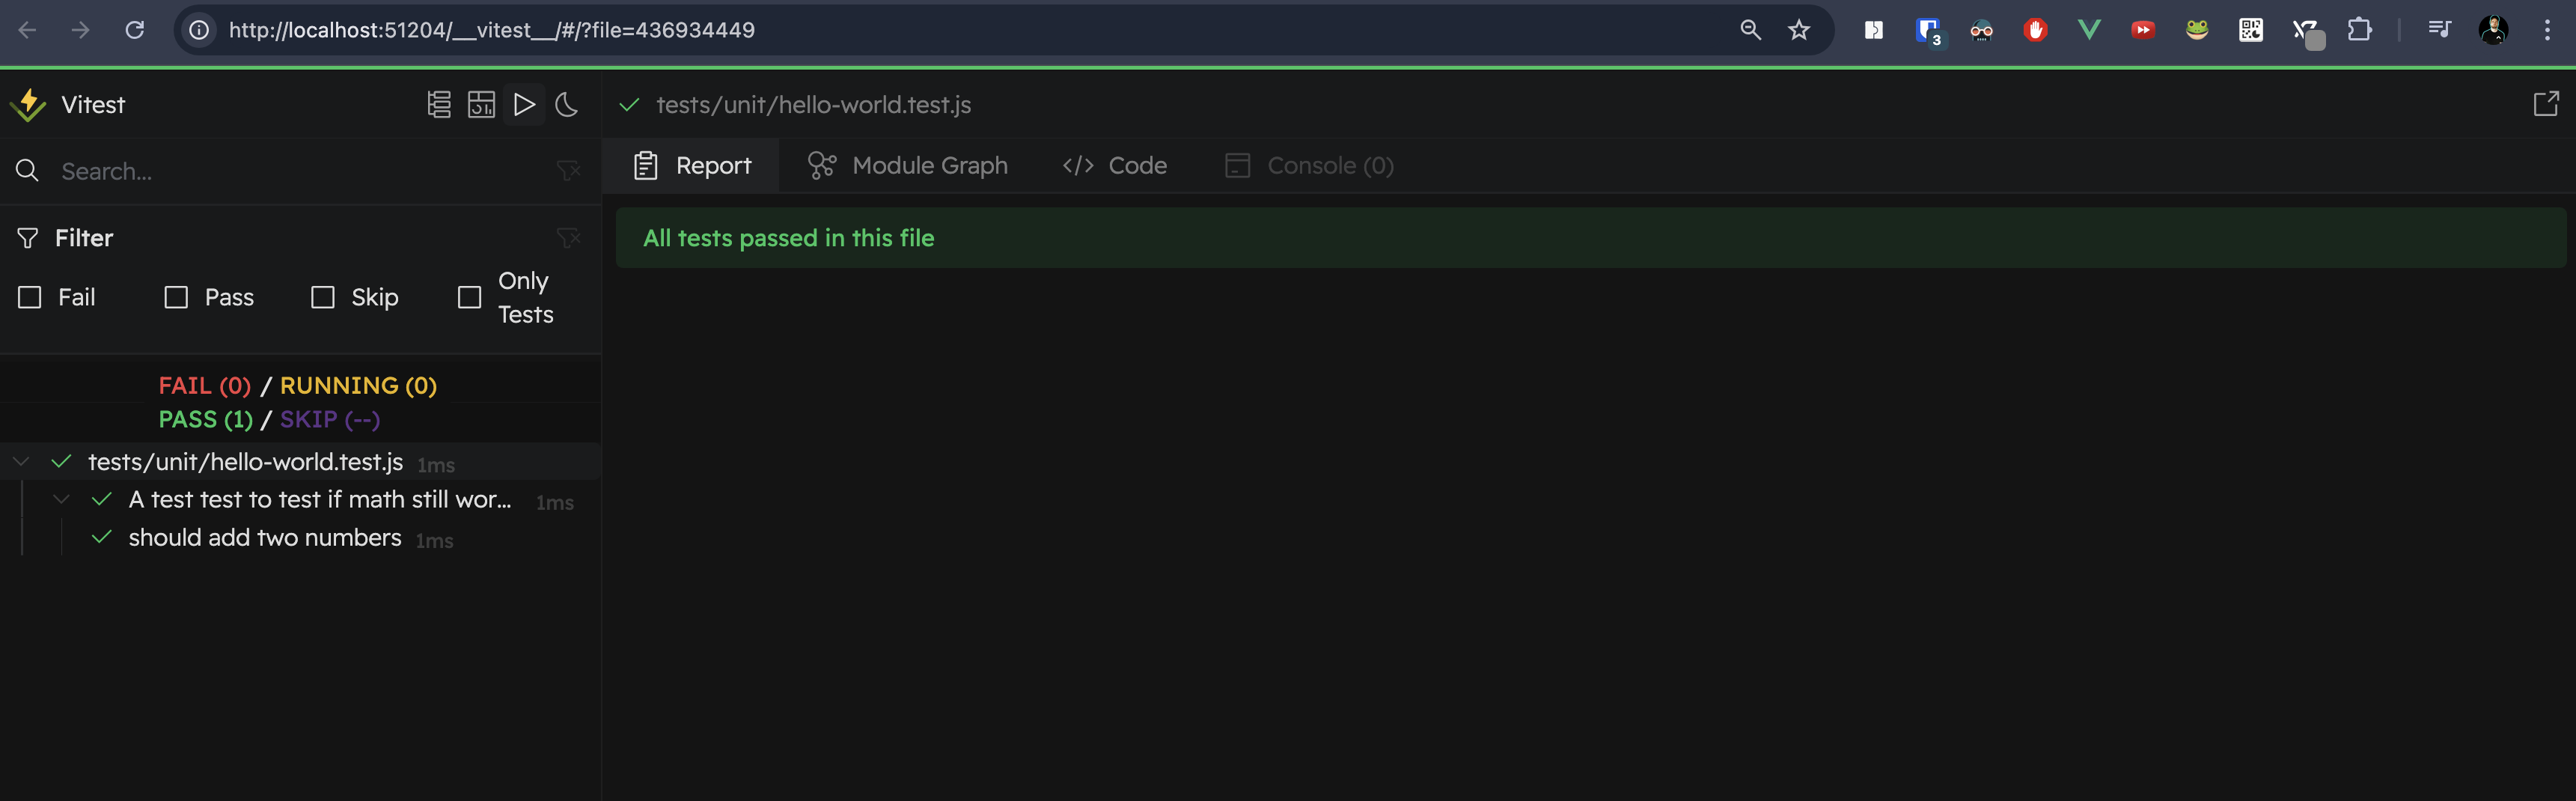 http://localhost:51204/__vitest__/#/?file=436934449
3
Vitest
tests/unit/hello-world.test.js
Search...
Report
Module Graph
</> Code
Console (0)
Filter
All tests passed in this file
Fail
Pass
Skip
Only
Tests
FAIL (0) / RUNNING (0)
PASS (1) / SKIP (--)
tests/unit/hello-world.test.js 1ms
A test test to test if math still wor... 1ms
should add two numbers 1ms